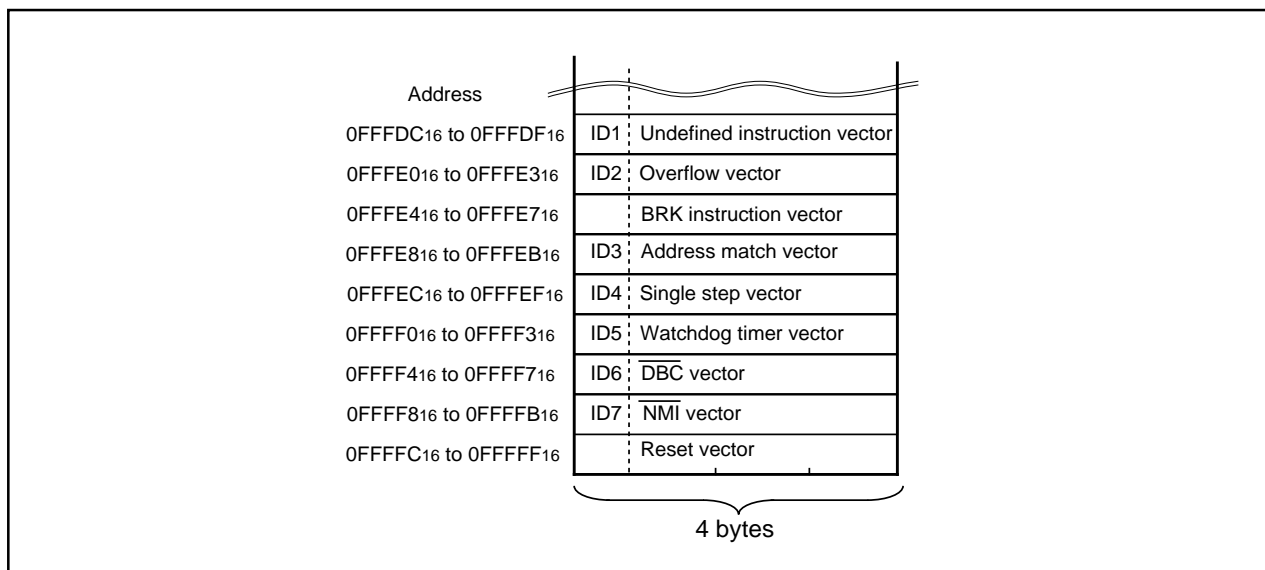 Address
0FFFDC16 to 0FFFDF16 ID1 Undefined instruction vector
0FFFE016 to 0FFFE316 ID2 Overflow vector
0FFFE416 to 0FFFE716 BRK instruction vector
0FFFE816 to 0FFFEB16 ID3 Address match vector
0FFFEC16 to 0FFFEF16 ID4 Single step vector
0FFFF016 to 0FFFF316 ID5 Watchdog timer vector
0FFFF416 to 0FFFF716 ID6 D̅B̅C̅ vector
0FFFF816 to 0FFFFB16 ID7 N̅M̅I̅ vector
0FFFFC16 to 0FFFFF16 Reset vector
4 bytes